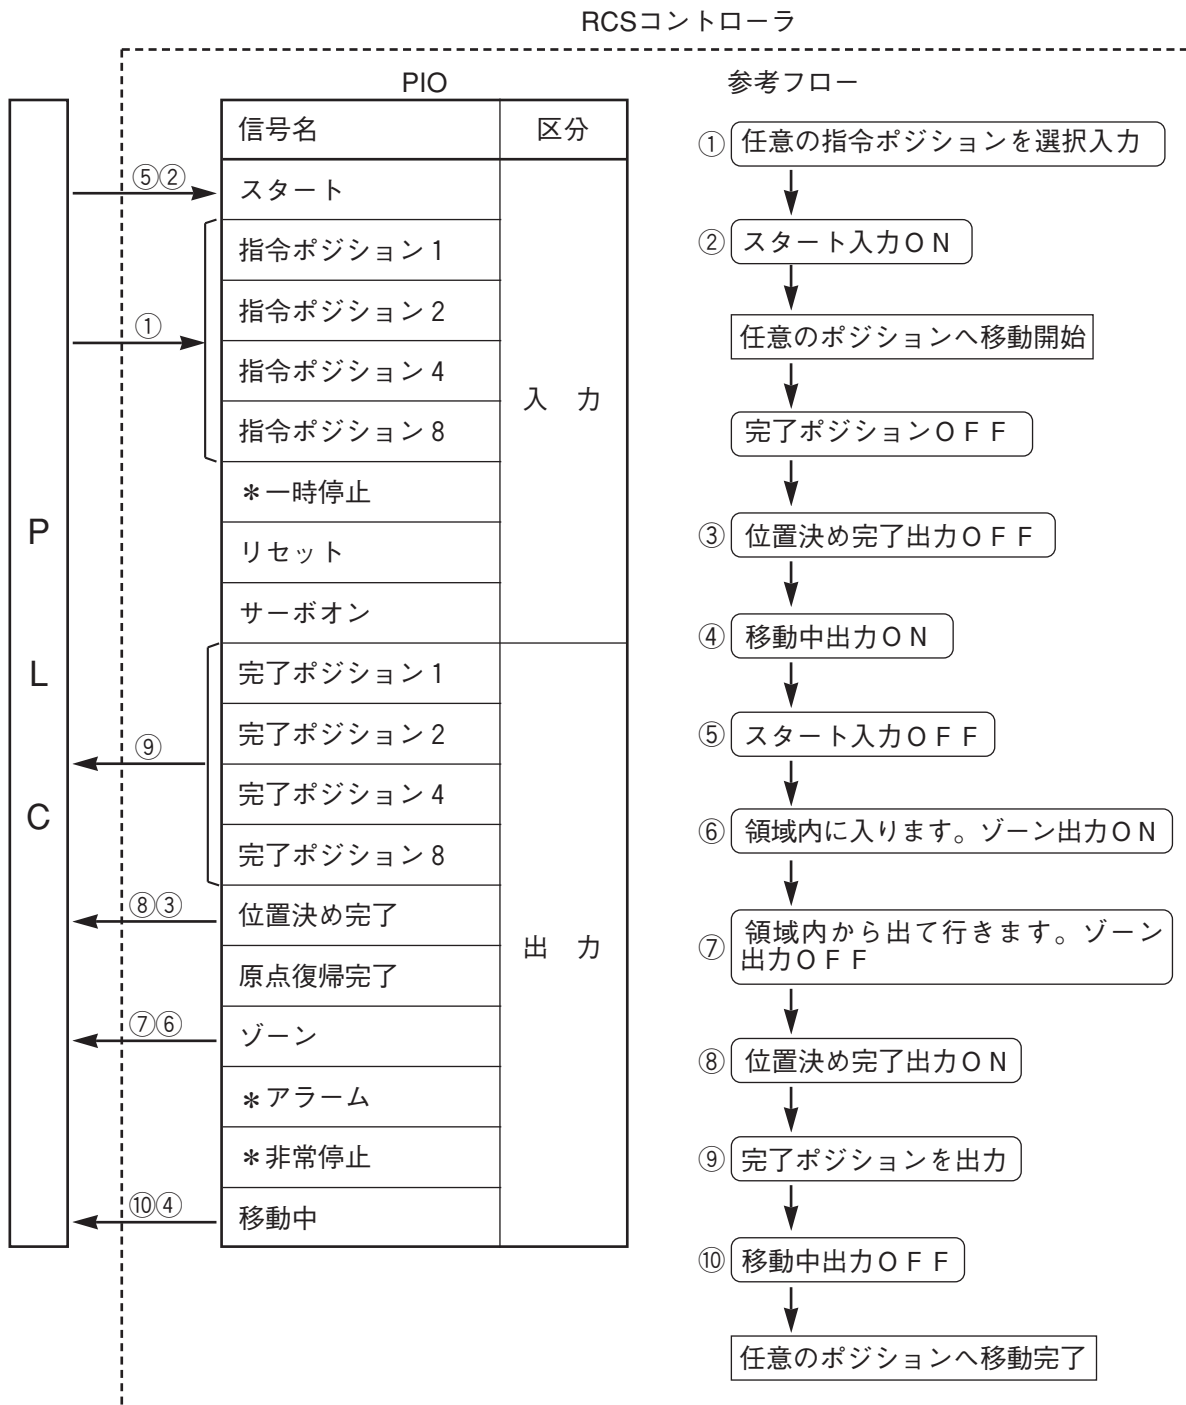 RCSコントローラ
PIO
信号名 区分
⑤② スタート
指令ポジション1
指令ポジション2
①
指令ポジション4
指令ポジション8
入 力
*一時停止
リセット
サーボオン
完了ポジション1
完了ポジション2
⑨
完了ポジション4
完了ポジション8
⑧③ 位置決め完了
出 力
原点復帰完了
⑦⑥ ゾーン
*アラーム
*非常停止
⑩④ 移動中
P
L
C
参考フロー
① 任意の指令ポジションを選択入力
② スタート入力ON
任意のポジションへ移動開始
完了ポジションOFF
③ 位置決め完了出力OFF
④ 移動中出力ON
⑤ スタート入力OFF
⑥ 領域内に入ります。ゾーン出力ON
⑦ 領域内から出て行きます。ゾーン
出力OFF
⑧ 位置決め完了出力ON
⑨ 完了ポジションを出力
⑩ 移動中出力OFF
任意のポジションへ移動完了